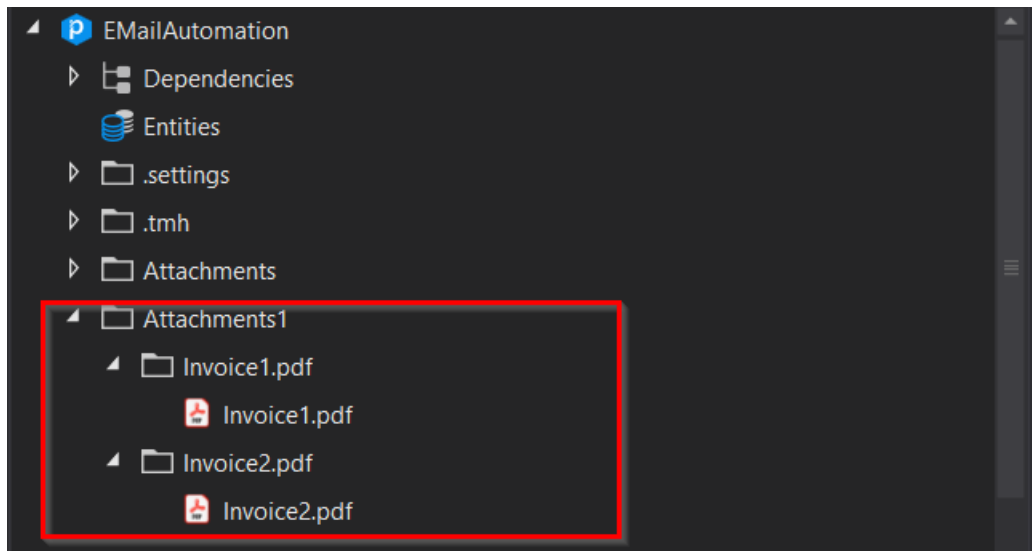 EMailAutomation
Dependencies
Entities
.settings
.tmh
Attachments
Attachments1
Invoice1.pdf
Invoice1.pdf
Invoice2.pdf
Invoice2.pdf